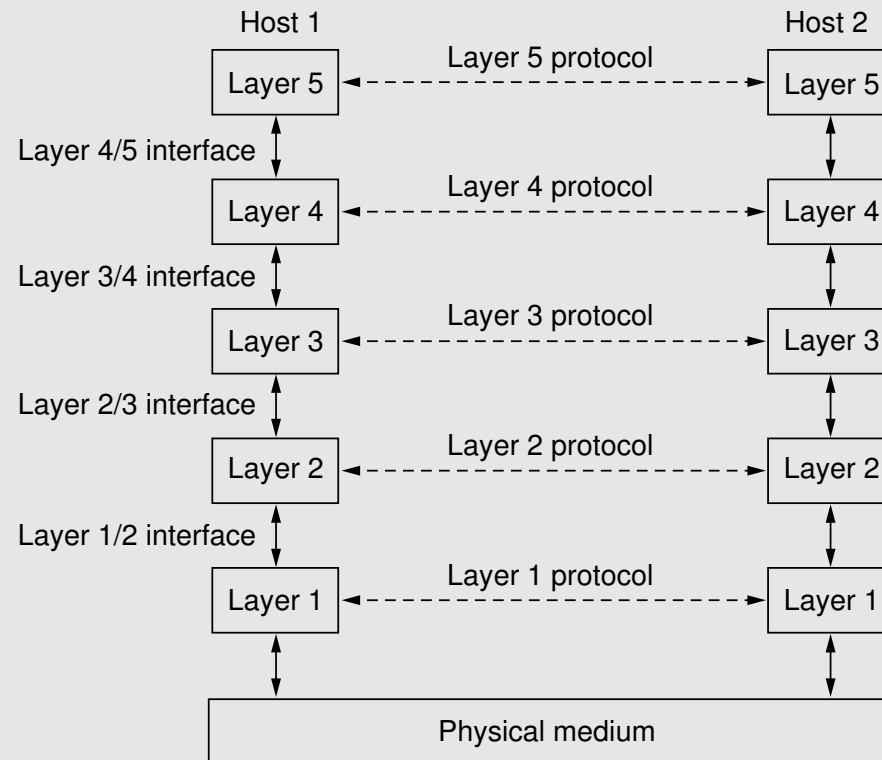 Host 1 Host 2
Layer 5 Layer 5 protocol Layer 5
Layer 4/5 interface
Layer 4 Layer 4 protocol Layer 4
Layer 3/4 interface
Layer 3 Layer 3 protocol Layer 3
Layer 2/3 interface
Layer 2 Layer 2 protocol Layer 2
Layer 1/2 interface
Layer 1 Layer 1 protocol Layer 1
Physical medium